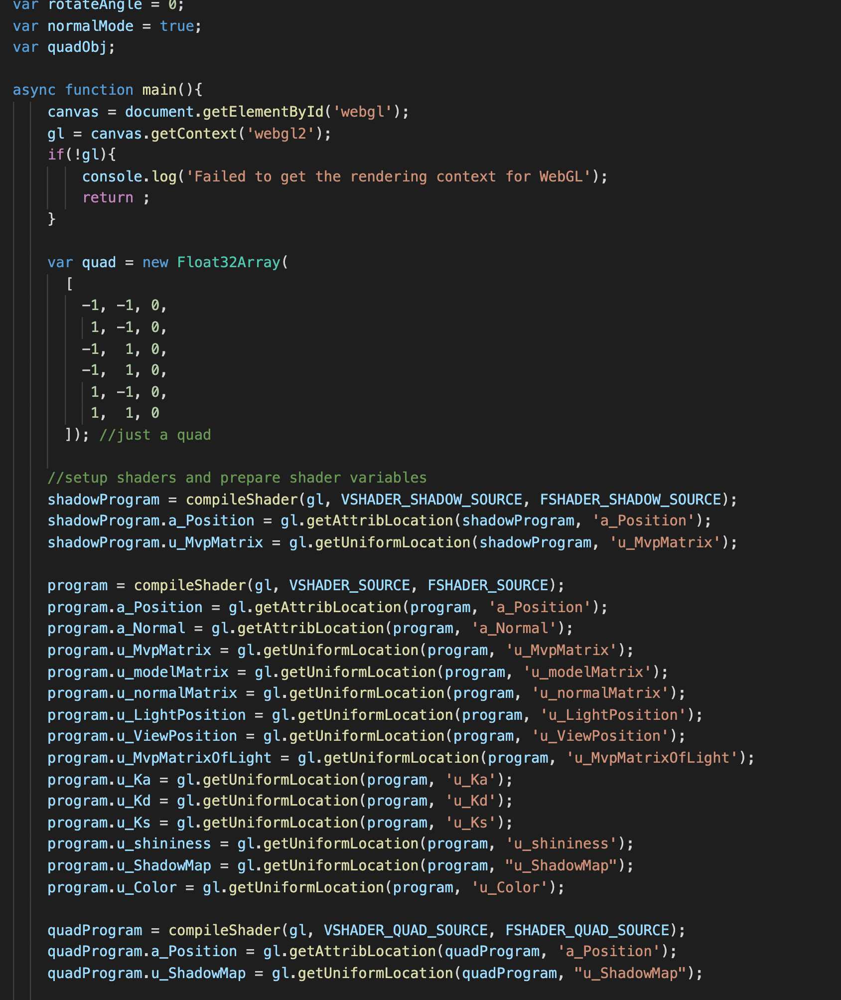 var rotateAngle = 0;
var normalMode = true;
var quadObj;

async function main(){
    canvas = document.getElementById('webgl');
    gl = canvas.getContext('webgl2');
    if(!gl){
        console.log('Failed to get the rendering context for WebGL');
        return ;
    }

    var quad = new Float32Array(
      [
        -1, -1, 0,
         1, -1, 0,
        -1,  1, 0,
        -1,  1, 0,
         1, -1, 0,
         1,  1, 0
      ]); //just a quad

    //setup shaders and prepare shader variables
    shadowProgram = compileShader(gl, VSHADER_SHADOW_SOURCE, FSHADER_SHADOW_SOURCE);
    shadowProgram.a_Position = gl.getAttribLocation(shadowProgram, 'a_Position');
    shadowProgram.u_MvpMatrix = gl.getUniformLocation(shadowProgram, 'u_MvpMatrix');

    program = compileShader(gl, VSHADER_SOURCE, FSHADER_SOURCE);
    program.a_Position = gl.getAttribLocation(program, 'a_Position');
    program.a_Normal = gl.getAttribLocation(program, 'a_Normal');
    program.u_MvpMatrix = gl.getUniformLocation(program, 'u_MvpMatrix');
    program.u_modelMatrix = gl.getUniformLocation(program, 'u_modelMatrix');
    program.u_normalMatrix = gl.getUniformLocation(program, 'u_normalMatrix');
    program.u_LightPosition = gl.getUniformLocation(program, 'u_LightPosition');
    program.u_ViewPosition = gl.getUniformLocation(program, 'u_ViewPosition');
    program.u_MvpMatrixOfLight = gl.getUniformLocation(program, 'u_MvpMatrixOfLight');
    program.u_Ka = gl.getUniformLocation(program, 'u_Ka');
    program.u_Kd = gl.getUniformLocation(program, 'u_Kd');
    program.u_Ks = gl.getUniformLocation(program, 'u_Ks');
    program.u_shininess = gl.getUniformLocation(program, 'u_shininess');
    program.u_ShadowMap = gl.getUniformLocation(program, "u_ShadowMap");
    program.u_Color = gl.getUniformLocation(program, 'u_Color');

    quadProgram = compileShader(gl, VSHADER_QUAD_SOURCE, FSHADER_QUAD_SOURCE);
    quadProgram.a_Position = gl.getAttribLocation(quadProgram, 'a_Position');
    quadProgram.u_ShadowMap = gl.getUniformLocation(quadProgram, "u_ShadowMap");